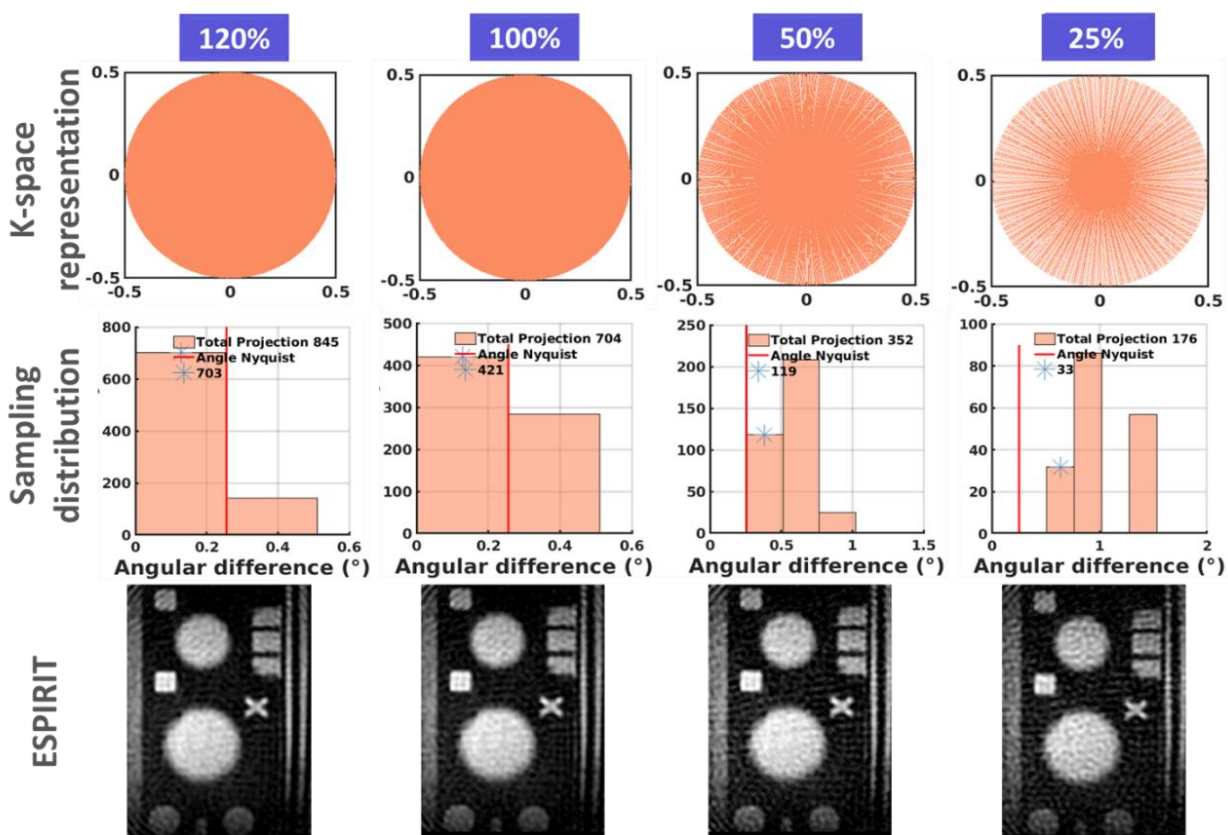 120% 100% 50% 25%
K-space
representation
0.5 0.5 0.5 0.5
0 0 0 0
-0.5 -0.5 -0.5 -0.5
-0.5 0 0.5 -0.5 0 0.5 -0.5 0 0.5 -0.5 0 0.5
Sampling
distribution
800
600
400
200
0
Total Projection 845
Angle Nyquist
703
0 0.2 0.4 0.6
Angular difference (°)
500
400
300
200
100
0
Total Projection 704
Angle Nyquist
421
0 0.2 0.4 0.6
Angular difference (°)
250
200
150
100
50
0
Total Projection 352
Angle Nyquist
119
0 0.5 1 1.5
Angular difference (°)
100
80
60
40
20
0
Total Projection 176
Angle Nyquist
33
0 1 2
Angular difference (°)
ESPIRIT